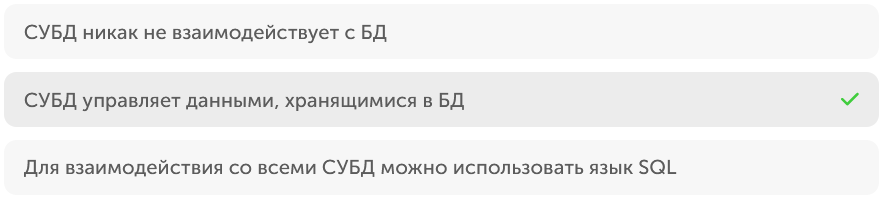 СУБД никак не взаимодействует с БД
СУБД управляет данными, хранящимися в БД
Для взаимодействия со всеми СУБД можно использовать язык SQL